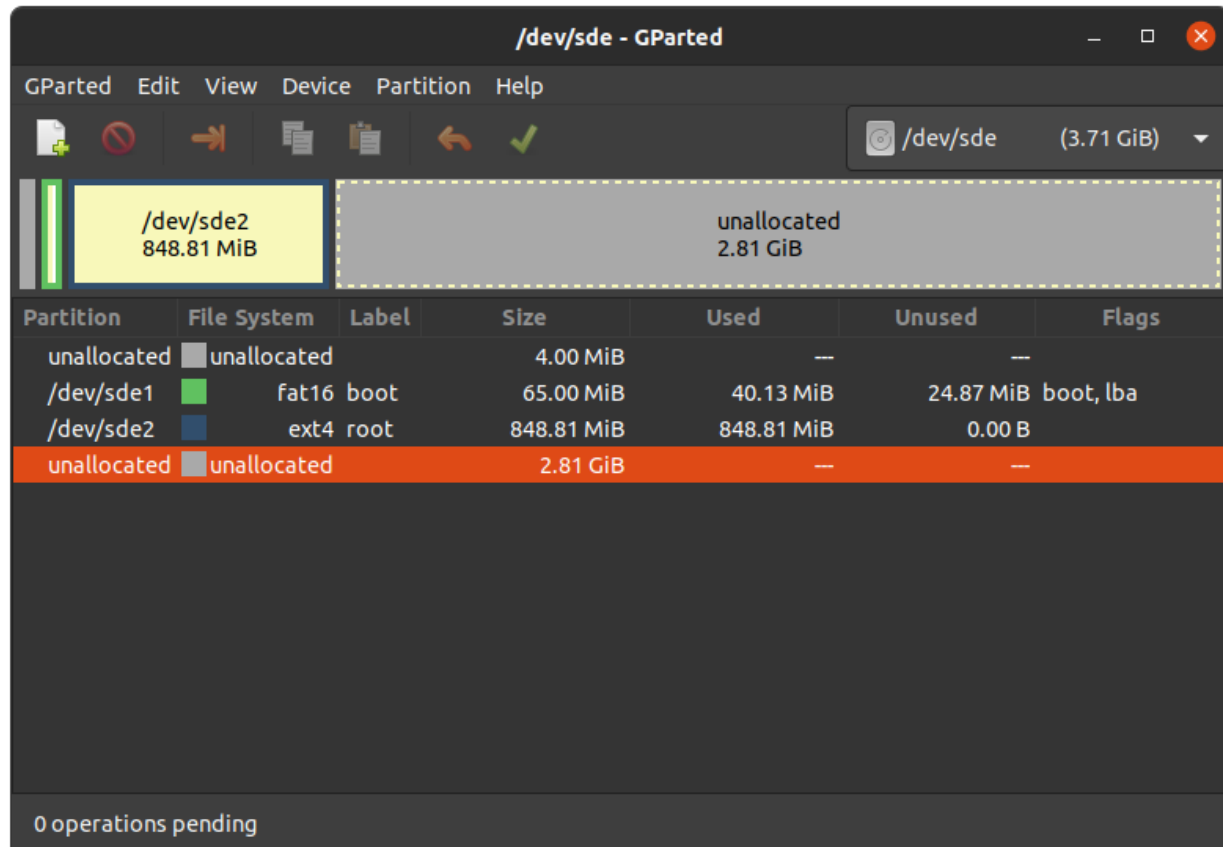 /dev/sde - GParted
GParted Edit View Device Partition Help
/dev/sde (3.71 GiB)
/dev/sde2
848.81 MiB
unallocated
2.81 GiB
Partition File System Label Size Used Unused Flags
unallocated unallocated 4.00 MiB --- ---
/dev/sde1 fat16 boot 65.00 MiB 40.13 MiB 24.87 MiB boot, lba
/dev/sde2 ext4 root 848.81 MiB 848.81 MiB 0.00 B
unallocated unallocated 2.81 GiB --- ---
0 operations pending